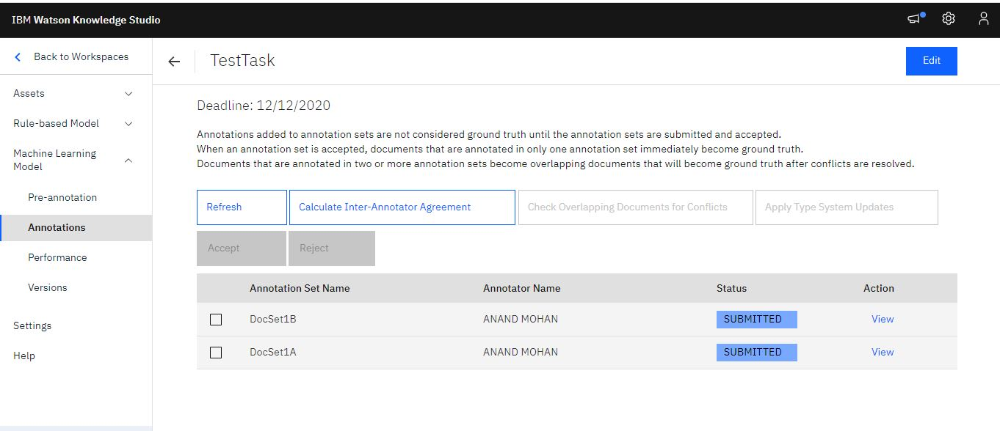 IBM Watson Knowledge Studio
Back to Workspaces
Assets
Rule-based Model
Machine Learning
Model
Pre-annotation
Annotations
Performance
Versions
Settings
Help
TestTask
Edit
Deadline: 12/12/2020
Annotations added to annotation sets are not considered ground truth until the annotation sets are submitted and accepted.
When an annotation set is accepted, documents that are annotated in only one annotation set immediately become ground truth.
Documents that are annotated in two or more annotation sets become overlapping documents that will become ground truth after conflicts are resolved.
Refresh Calculate Inter-Annotator Agreement Check Overlapping Documents for Conflicts Apply Type System Updates
Accept Reject
Annotation Set Name Annotator Name Status Action
DocSet1B ANAND MOHAN SUBMITTED View
DocSet1A ANAND MOHAN SUBMITTED View